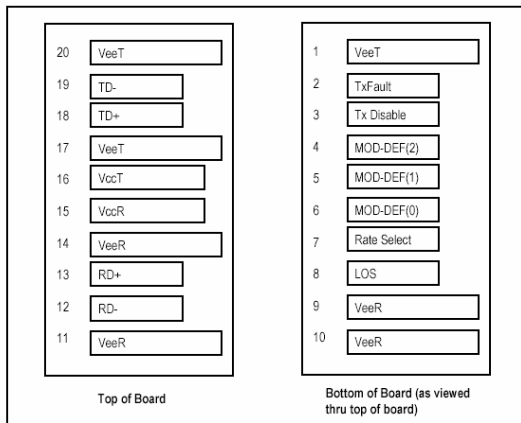 20 VeeT
19 TD-
18 TD+
17 VeeT
16 VccT
15 VccR
14 VeeR
13 RD+
12 RD-
11 VeeR
Top of Board
1 VeeT
2 TxFault
3 Tx Disable
4 MOD-DEF(2)
5 MOD-DEF(1)
6 MOD-DEF(0)
7 Rate Select
8 LOS
9 VeeR
10 VeeR
Bottom of Board (as viewed
thru top of board)